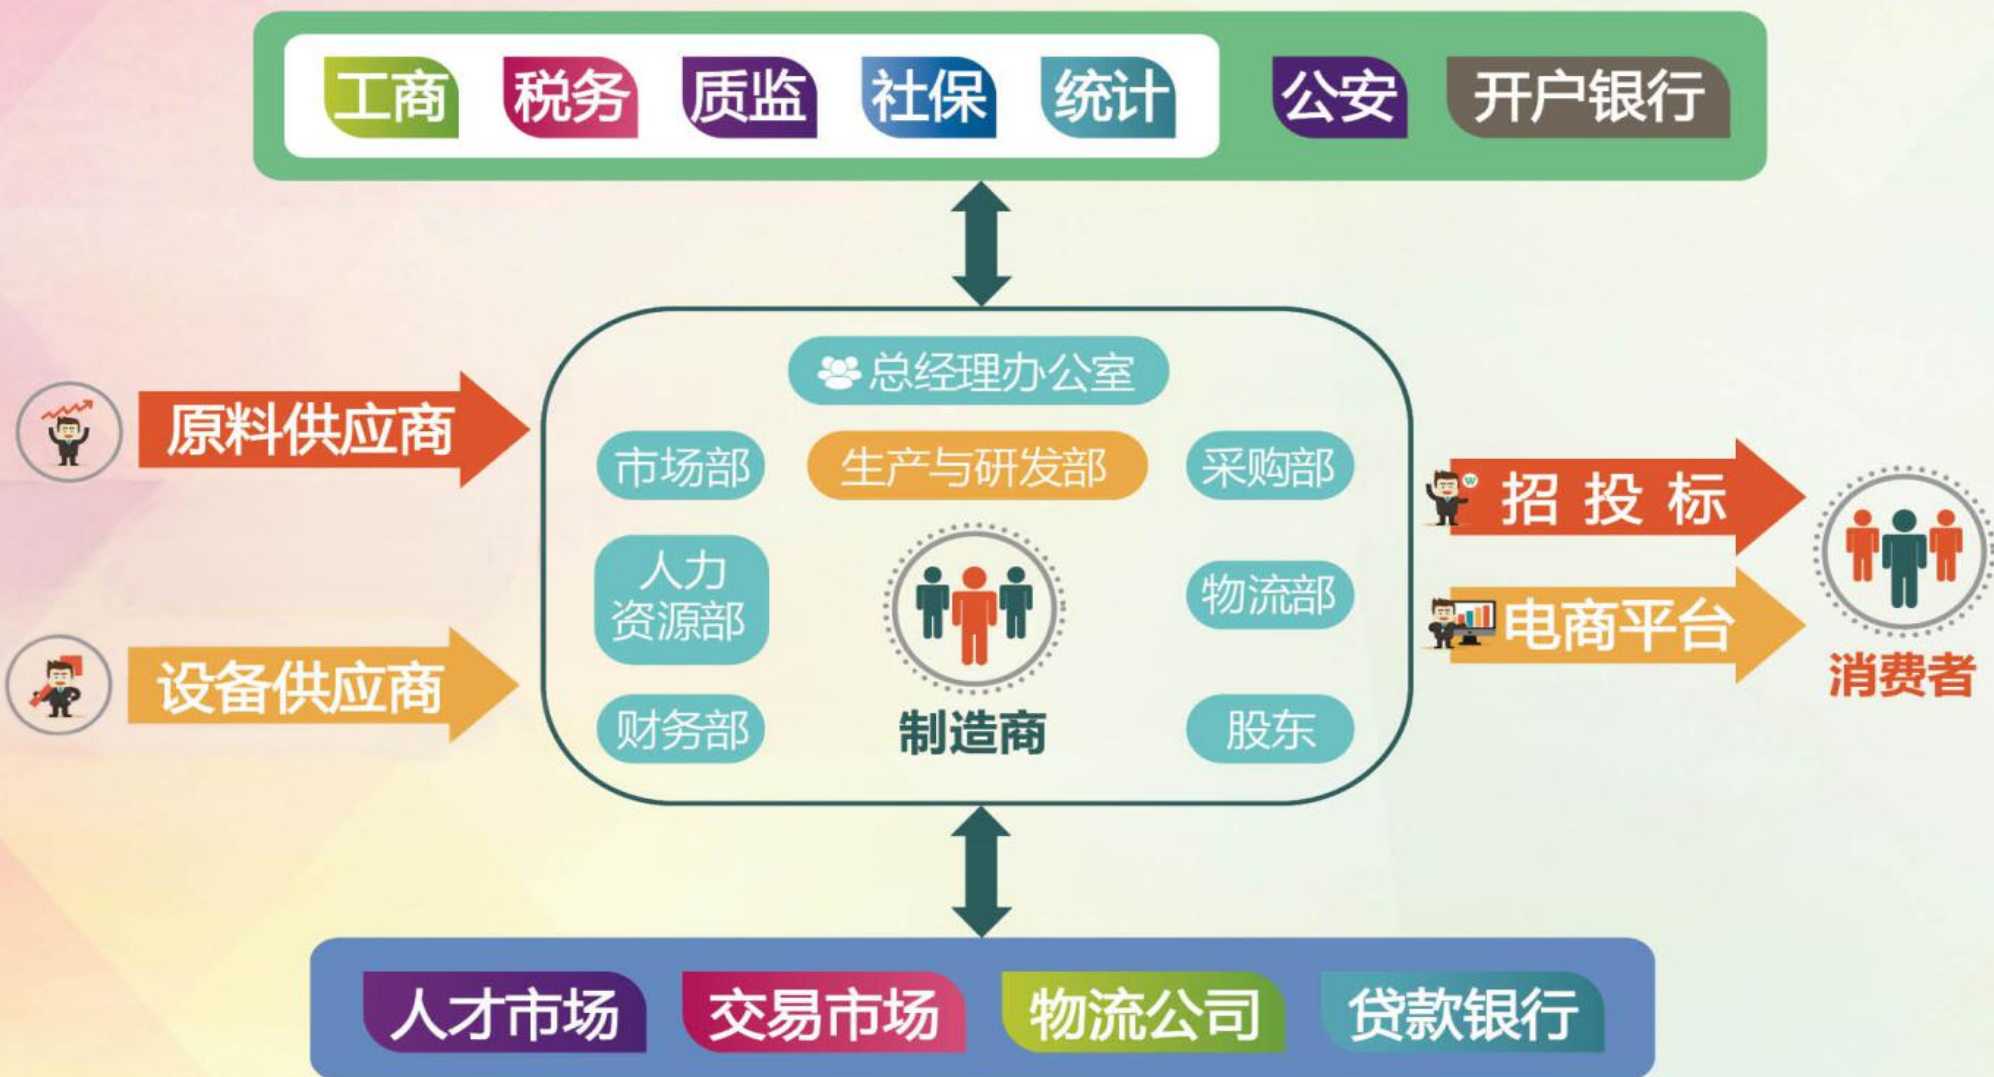 工商 税务 质监 社保 统计 公安 开户银行
总经理办公室
原料供应商
市场部 生产与研发部 采购部
招投标
人力
资源部
物流部
电商平台
设备供应商
消费者
财务部
制造商
股东
人才市场 交易市场 物流公司 贷款银行